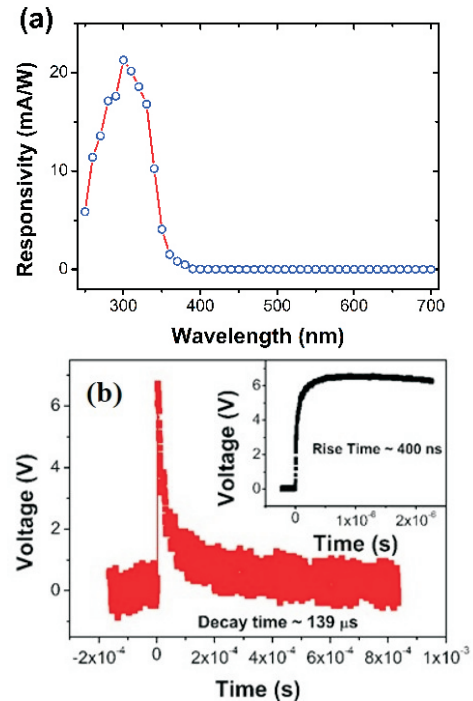 (a)
20
10
0
Responsivity (mA/W)
300 400 500 600 700
Wavelength (nm)
(b)
6
4
2
0
Voltage (V)
Decay time ~ 139 μs
-2x10⁻⁴ 0 2x10⁻⁴ 4x10⁻⁴ 6x10⁻⁴ 8x10⁻⁴ 1x10⁻³
Time (s)
6
4
2
0
Voltage (V)
Rise Time ~ 400 ns
0 1x10⁻⁶ 2x10⁻⁶
Time (s)